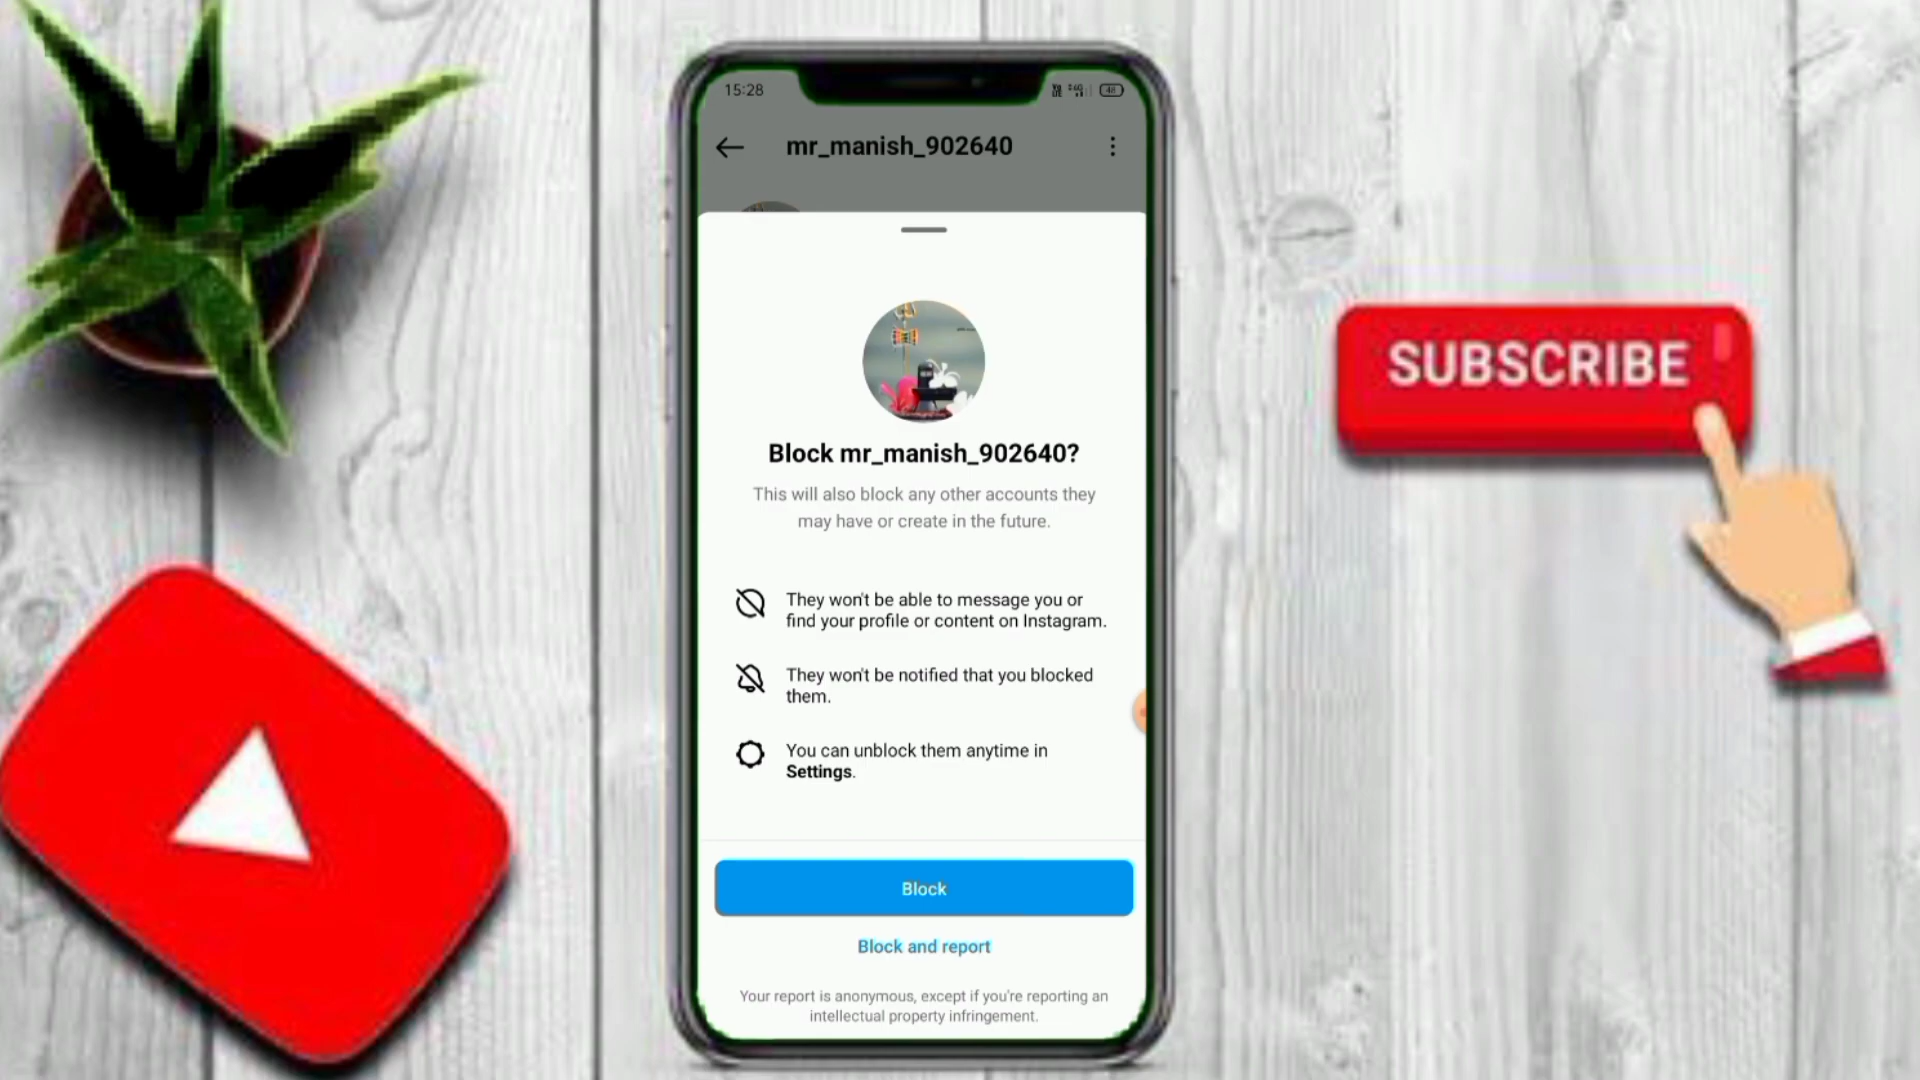 15:28
mr_manish_902640
Block mr_manish_902640?
This will also block any other accounts they
may have or create in the future.
They won't be able to message you or
find your profile or content on Instagram.
They won't be notified that you blocked
them.
You can unblock them anytime in
Settings.
Block
Block and report
Your report is anonymous, except if you're reporting an
intellectual property infringement.
SUBSCRIBE